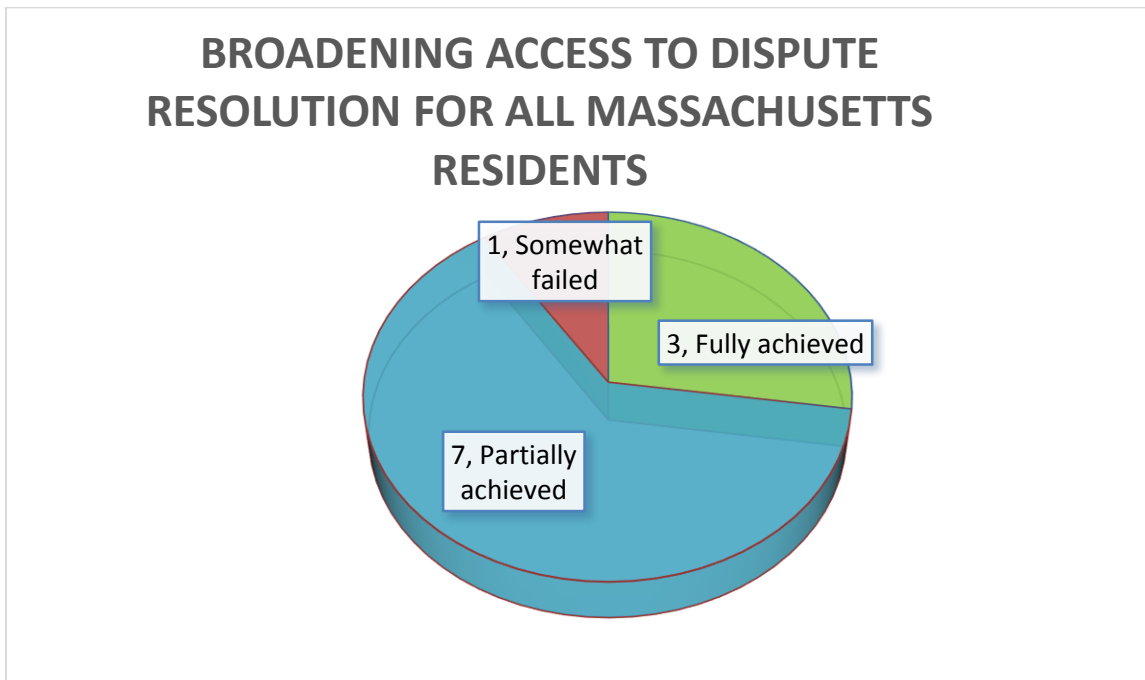 BROADENING ACCESS TO DISPUTE
RESOLUTION FOR ALL MASSACHUSETTS
RESIDENTS
1, Somewhat
failed
3, Fully achieved
7, Partially
achieved